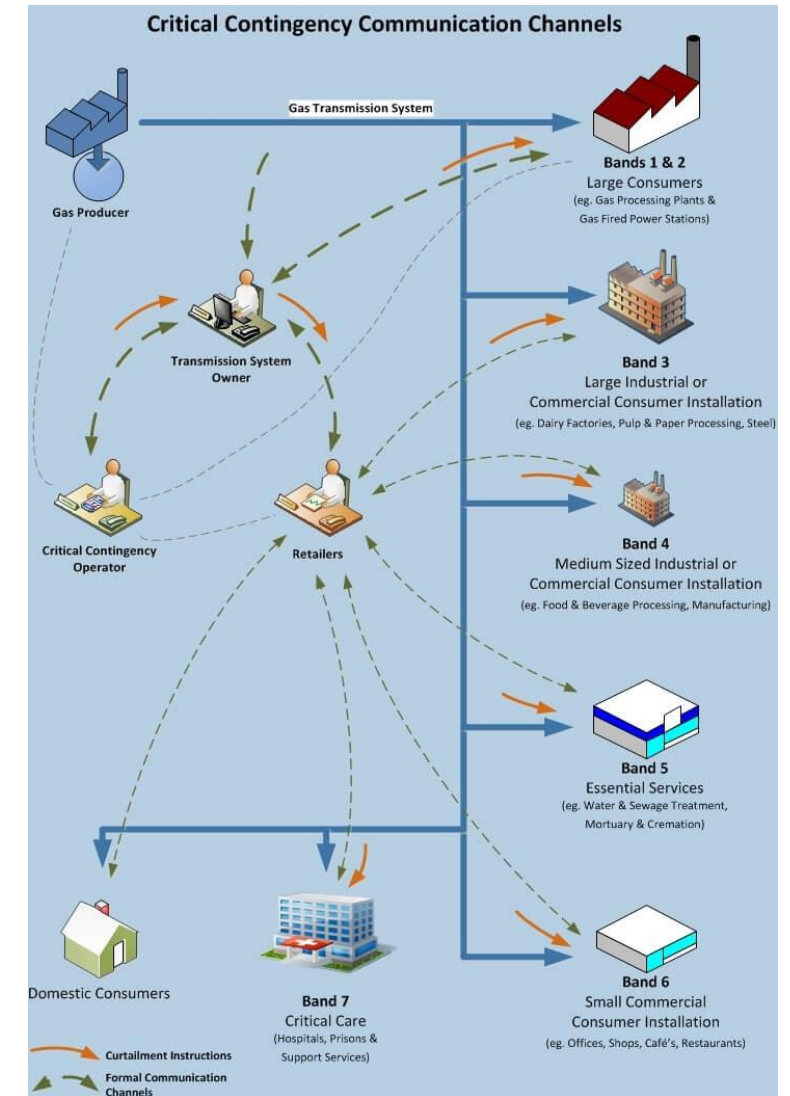 Critical Contingency Communication Channels
Gas Transmission System
Gas Producer
Bands 1 & 2
Large Consumers
(eg. Gas Processing Plants &
Gas Fired Power Stations)
Transmission System
Owner
Band 3
Large Industrial or
Commercial Consumer Installation
(eg. Dairy Factories, Pulp & Paper Processing, Steel)
Critical Contingency
Operator
Retailers
Band 4
Medium Sized Industrial or
Commercial Consumer Installation
(eg. Food & Beverage Processing, Manufacturing)
Band 5
Essential Services
(eg. Water & Sewage Treatment,
Mortuary & Cremation)
Domestic Consumers
Band 7
Critical Care
(Hospitals, Prisons &
Support Services)
Band 6
Small Commercial
Consumer Installation
(eg. Offices, Shops, Café's, Restaurants)
Curtailment Instructions
Formal Communication
Channels